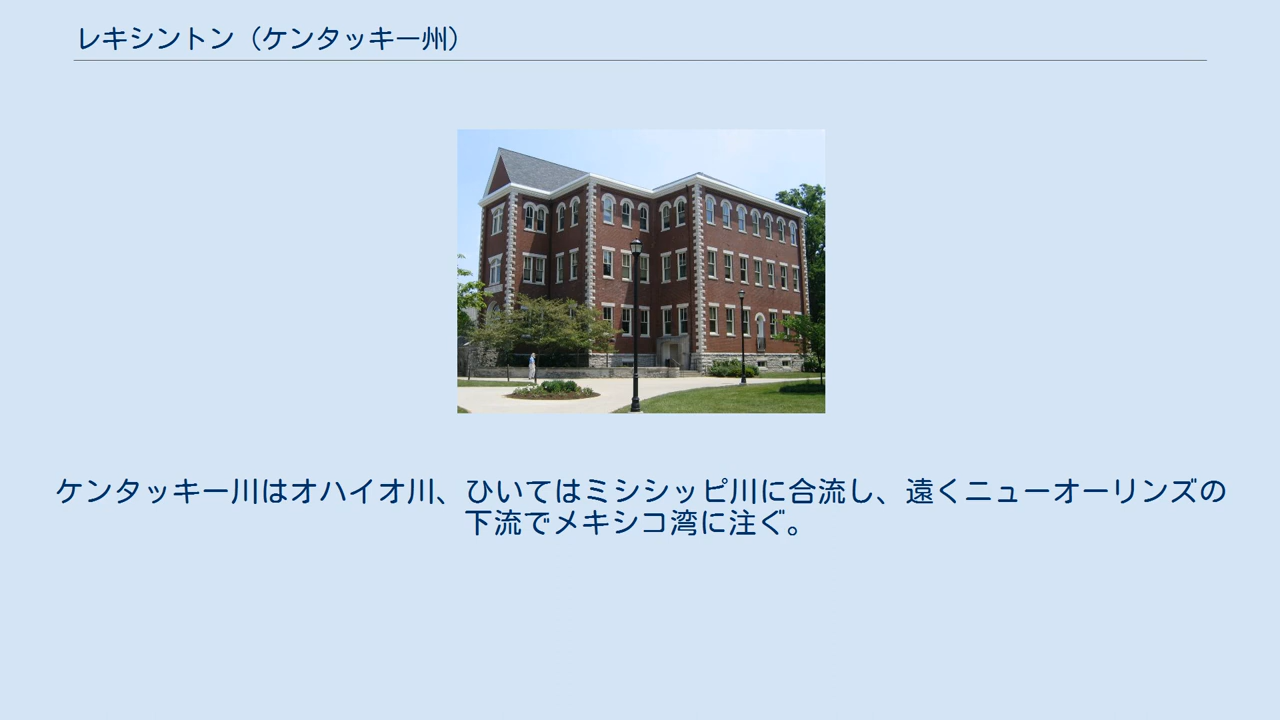 レキシントン（ケンタッキー州）
ケンタッキー川はオハイオ川、ひいてはミシシッピ川に合流し、遠くニューオーリンズの
下流でメキシコ湾に注ぐ。